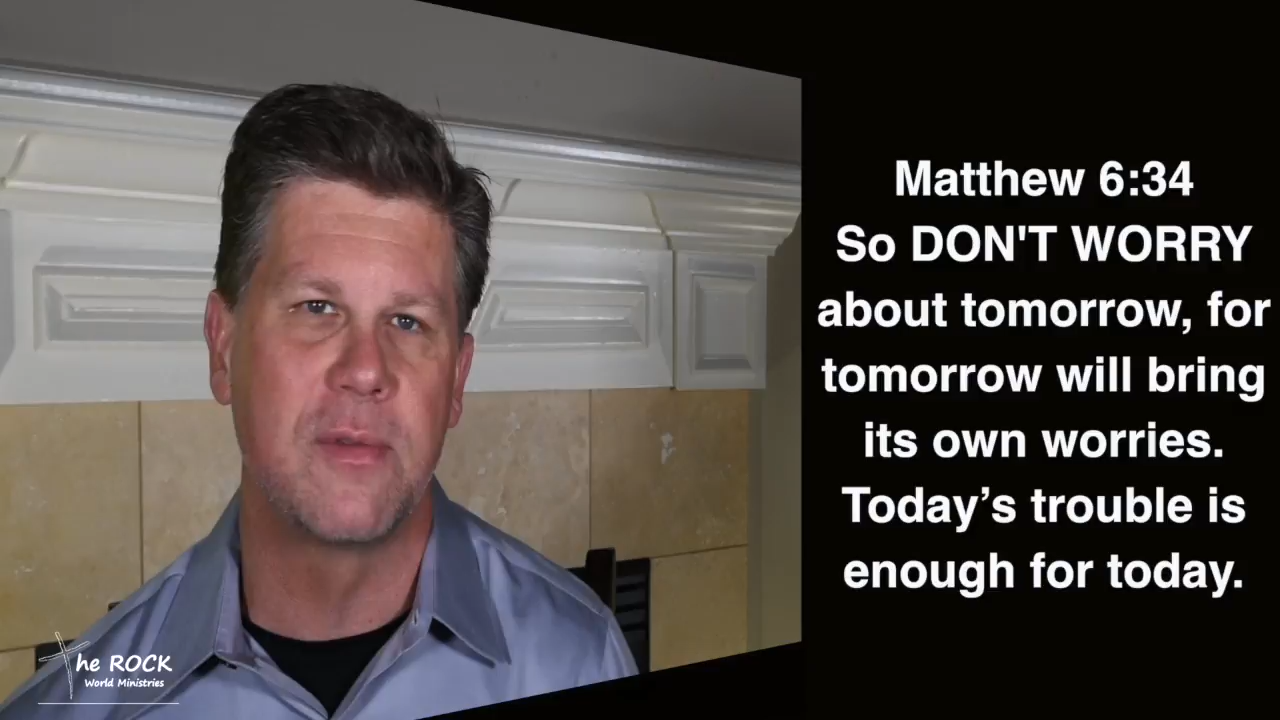 Matthew 6:34
So DON'T WORRY
about tomorrow, for
tomorrow will bring
its own worries.
Today’s trouble is
enough for today.
The ROCK
World Ministries